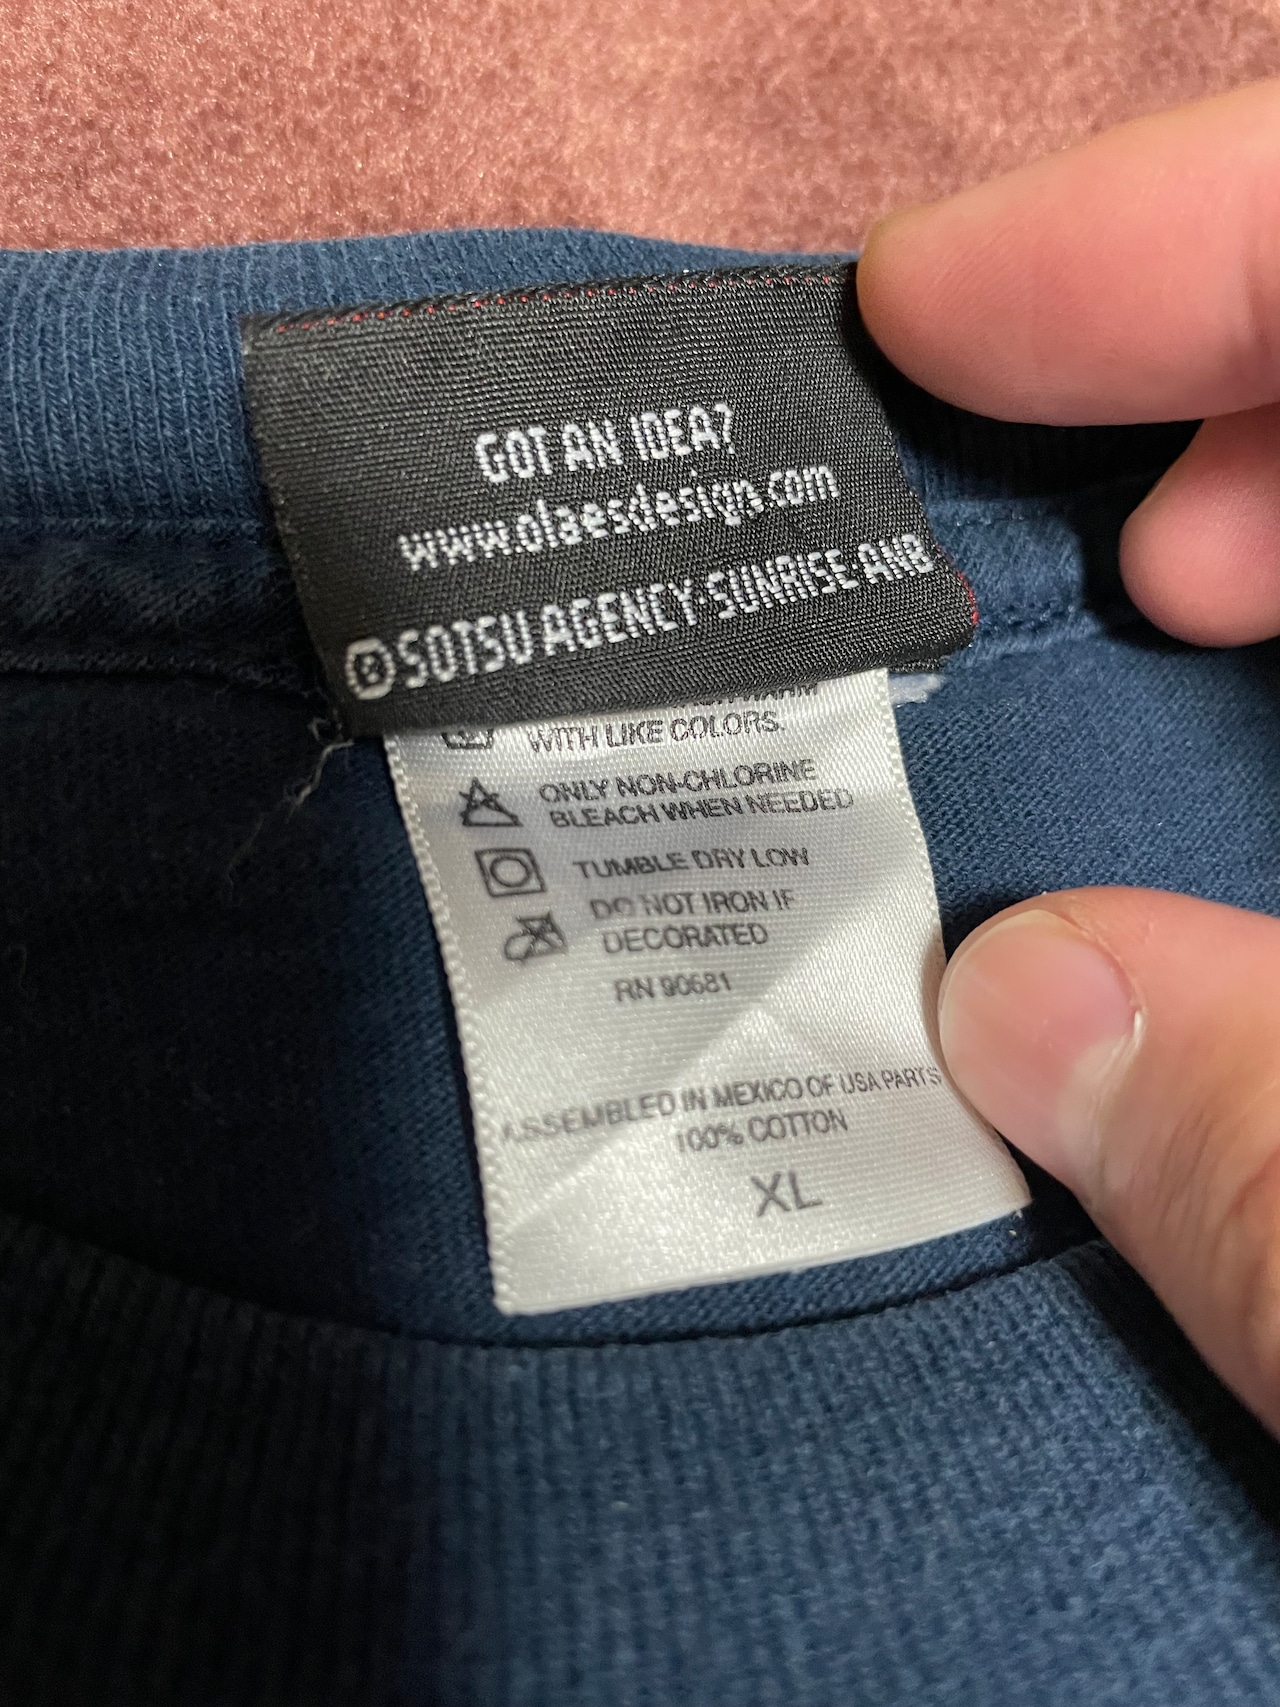 GOT AN IDEA?
www.olaesdesign.com
© SOTSU AGENCY·SUNRISE·ANB
WARM
WITH LIKE COLORS.
ONLY NON-CHLORINE
BLEACH WHEN NEEDED
TUMBLE DRY LOW
DO NOT IRON IF
DECORATED
RN 90681
ASSEMBLED IN MEXICO OF USA PARTS
100% COTTON
XL